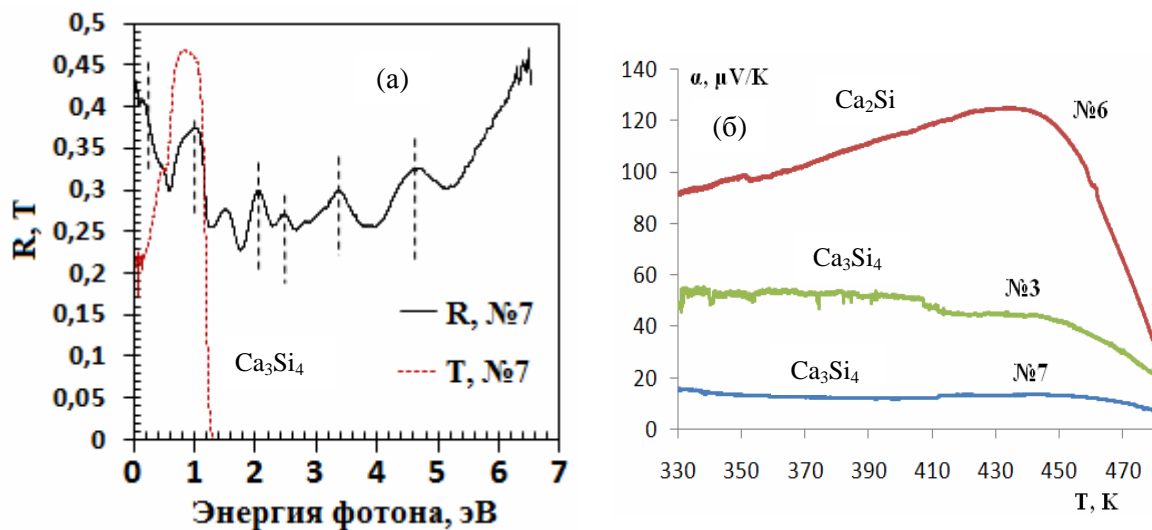 0,5
0,45
0,4
0,35
0,3
0,25
0,2
0,15
0,1
0,05
0
R, T
(а)
R, №7
T, №7
Ca₃Si₄
0 1 2 3 4 5 6 7
Энергия фотона, эВ
140
120
100
80
60
40
20
0
α, μV/K
(б)
Ca₂Si
№6
Ca₃Si₄
№3
Ca₃Si₄
№7
330 350 370 390 410 430 450 470
T, K